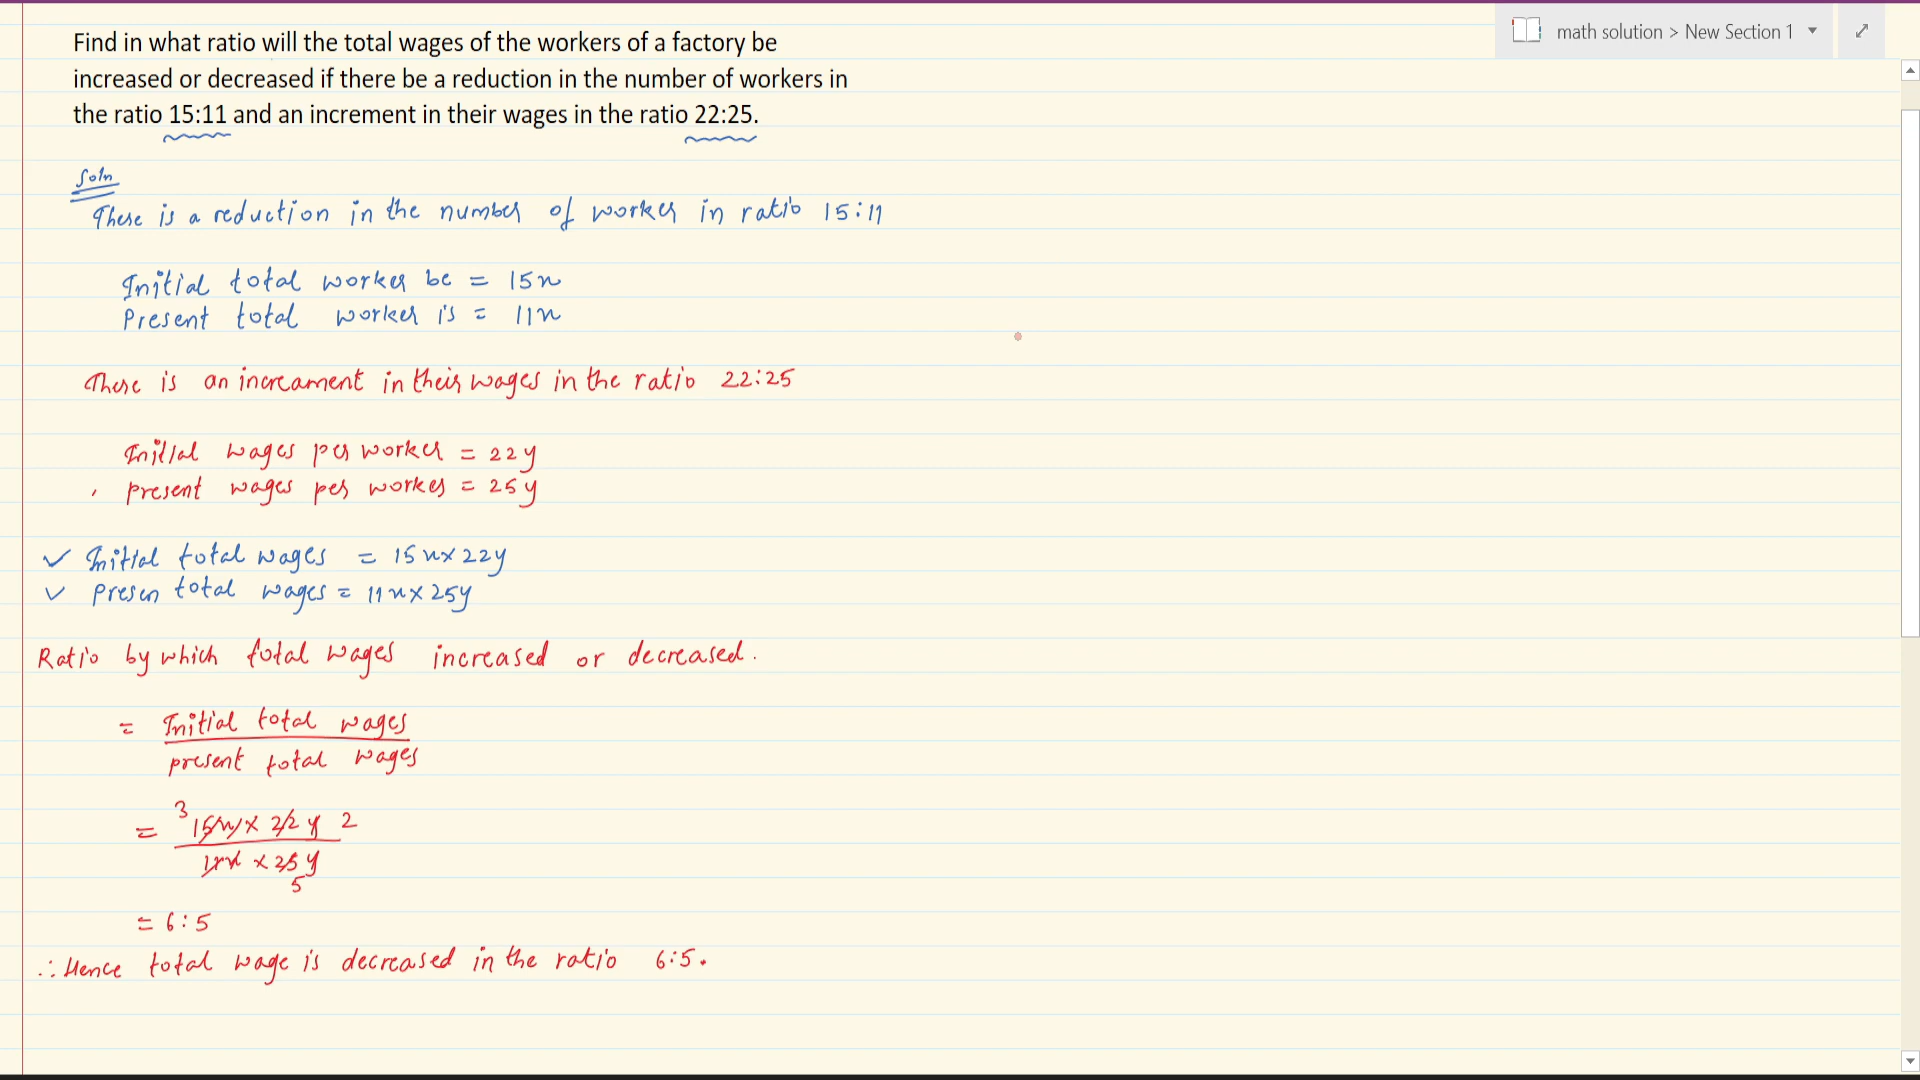 Find in what ratio will the total wages of the workers of a factory be
math solution > New Section 1
increased or decreased if there be a reduction in the number of workers in
the ratio 15:11 and an increment in their wages in the ratio 22:25.
Soln
There is a reduction in the number of worker in ratio 15:11
Initial total worker be = 15x
Present total worker is = 11x
There is an increament in their wages in the ratio 22:25
Initial wages per worker = 22y
present wages per worker = 25y
✓ Initial total wages = 15x × 22y
✓ Presen total wages = 11x × 25y
Ratio by which total wages increased or decreased.
= Initial total wages
present total wages
= 3 15x × 22y 2
11x × 25y
5
= 6:5
∴ Hence total wage is decreased in the ratio 6:5.